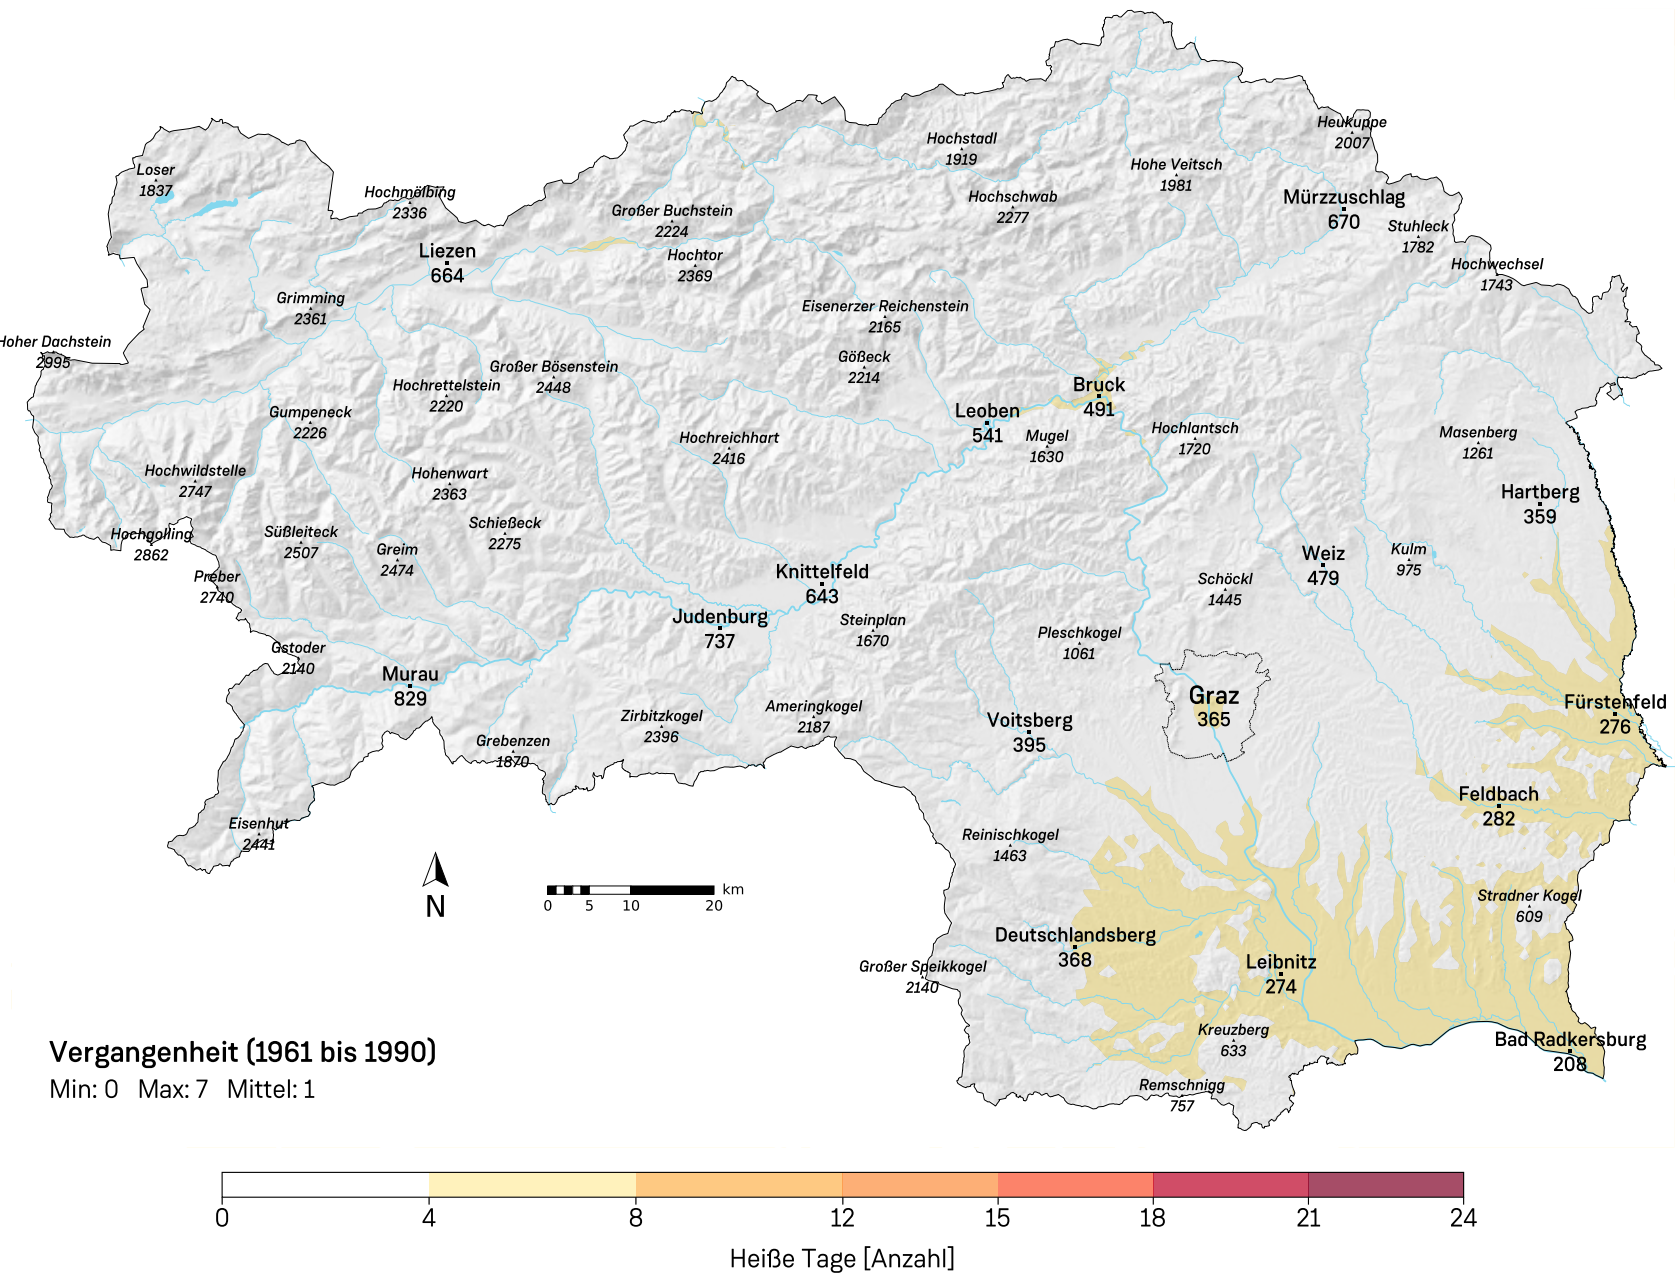 Heukuppe
2007
Hochstadl
1919
Hohe Veitsch
1981
Loser
1837
Hochmölbing
2336
Hochschwab
2277
Mürzzuschlag
670
Großer Buchstein
2224
Stuhleck
1782
Liezen
664
Hochtor
2369
Hochwechsel
1743
Grimming
2361
Eisenerzer Reichenstein
2165
Hoher Dachstein
2995
Großer Bösenstein
2448
Gößeck
2214
Hochrettelstein
2220
Bruck
491
Gumpeneck
2226
Leoben
541
Hochlantsch
1720
Hochreichhart
2416
Mugel
1630
Masenberg
1261
Hochwildstelle
2747
Hohenwart
2363
Hartberg
359
Hochgolling
2862
Süßleiteck
2507
Schießeck
2275
Greim
2474
Weiz
479
Kulm
975
Preber
2740
Knittelfeld
643
Schöckl
1445
Judenburg
737
Steinplan
1670
Pleschkogel
1061
Gstoder
2140
Murau
829
Graz
365
Fürstenfeld
276
Zirbitzkogel
2396
Ameringkogel
2187
Voitsberg
395
Grebenzen
1870
Feldbach
282
Eisenhut
2441
Reinischkogel
1463
N
km
0 5 10 20
Stradner Kogel
609
Deutschlandsberg
368
Großer Speikkogel
2140
Leibnitz
274
Kreuzberg
633
Bad Radkersburg
208
Remschnigg
757
Vergangenheit (1961 bis 1990)
Min: 0 Max: 7 Mittel: 1
0 4 8 12 15 18 21 24
Heiße Tage [Anzahl]